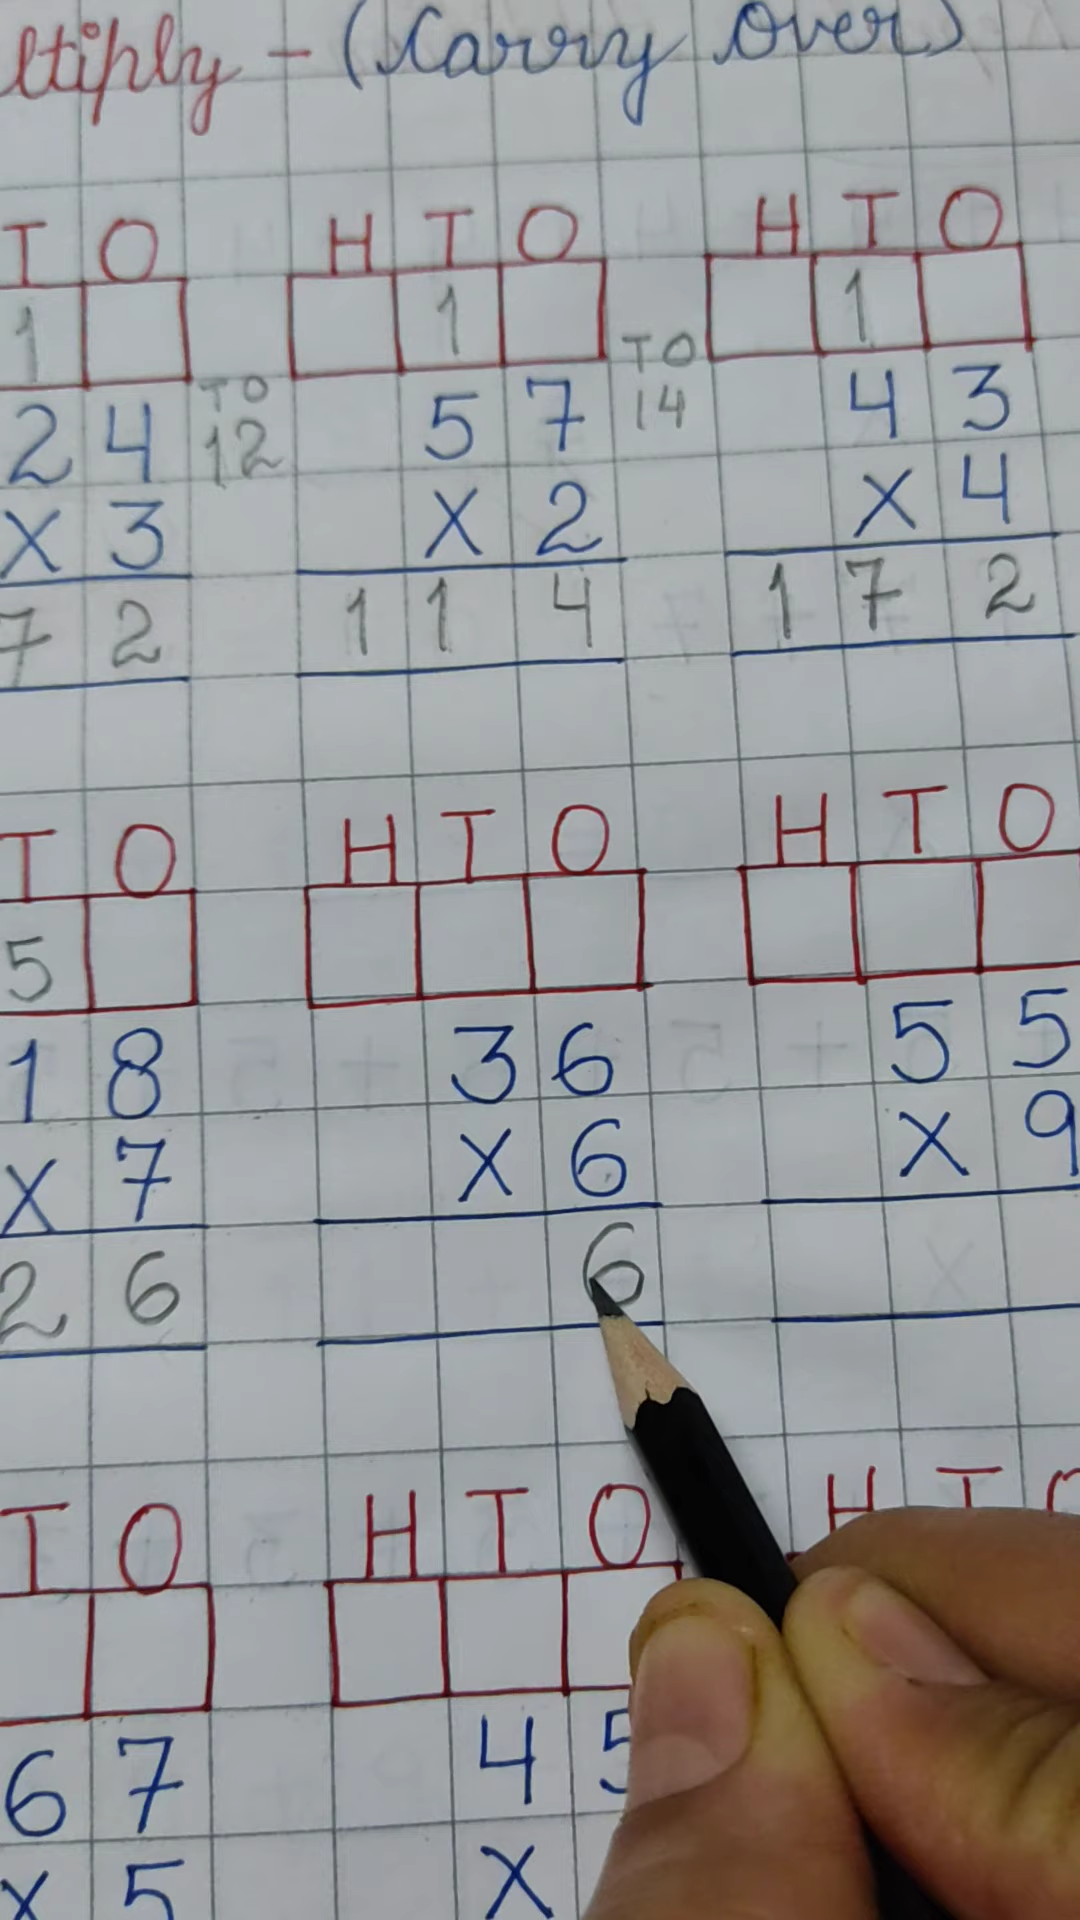 ltiply - (Carry Over)
T O H T O H T O
1 1 1
2 4 TO 12 5 7 TO 14 4 3
X 3 X 2 X 4
7 2 1 1 4 1 7 2
T O H T O H T O
5
1 8 3 6 5 5
X 7 X 6 X 9
2 6 6
T O H T O H T O
6 7 4 5
X 5 X